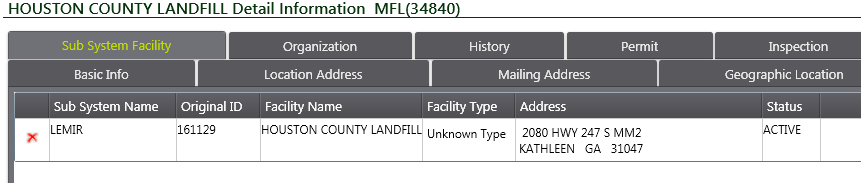 HOUSTON COUNTY LANDFILL Detail Information MFL(34840)
Sub System Facility Organization History Permit Inspection
Basic Info Location Address Mailing Address Geographic Location
Sub System Name Original ID Facility Name Facility Type Address Status
LEMIR 161129 HOUSTON COUNTY LANDFILL Unknown Type 2080 HWY 247 S MM2 ACTIVE
KATHLEEN GA 31047